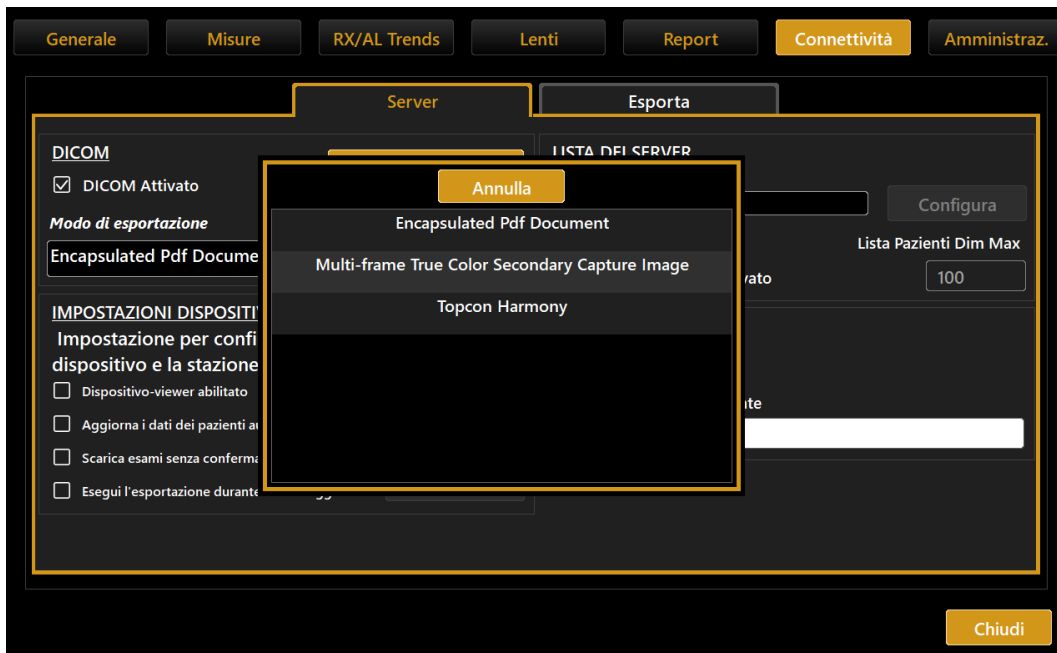 Generale
Misure
RX/AL Trends
Lenti
Report
Connettività
Amministraz.
Server
Esporta
DICOM
DICOM Attivato
Modo di esportazione
Encapsulated Pdf Docume
IMPOSTAZIONI DISPOSITI
Impostazione per confi
dispositivo e la stazione
Dispositivo-viewer abilitato
Aggiorna i dati dei pazienti au
Scarica esami senza conferma
Esegui l'esportazione durante
Annulla
Encapsulated Pdf Document
Multi-frame True Color Secondary Capture Image
Topcon Harmony
LISTA DEI SERVER
Configura
Lista Pazienti Dim Max
vato
100
te
Chiudi